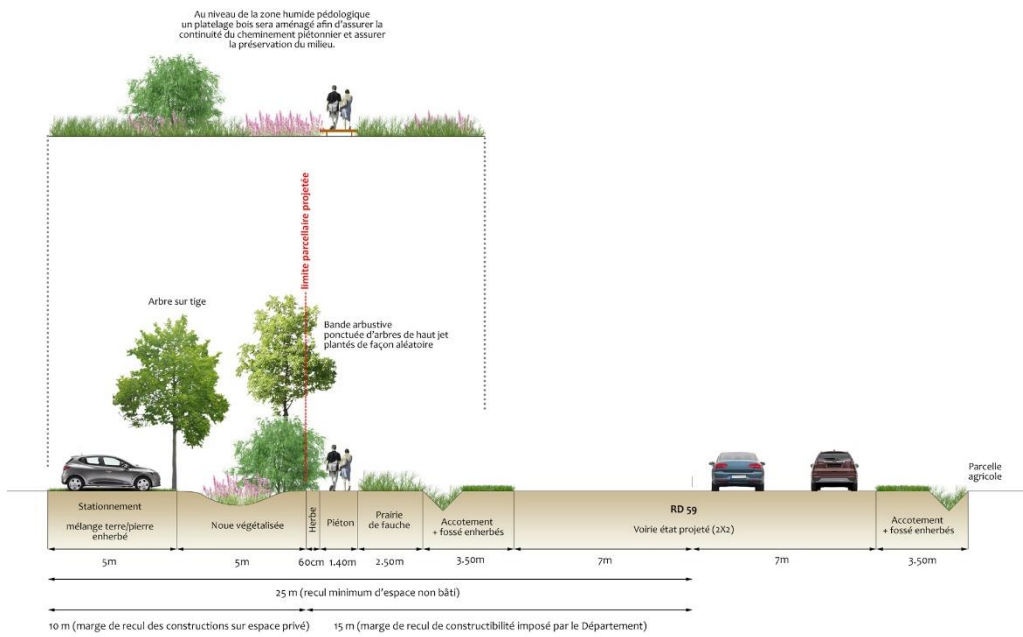 Au niveau de la zone humide pédologique
un platelage bois sera aménagé afin d'assurer la
continuité du cheminement piétonnier et assurer
la préservation du milieu.
limite parcellaire projetée
Arbre sur tige
Bande arbustive
ponctuée d'arbres de haut jet
plantés de façon aléatoire
Parcelle
agricole
Stationnement
mélange terre/pierre
enherbé
Noue végétalisée
Herbe
Piéton
Prairie
de fauche
Accotement
+ fossé enherbés
RD 59
Voirie état projeté (2X2)
Accotement
+ fossé enherbés
5m
5m
60cm
1.40m
2.50m
3.50m
7m
7m
3.50m
25 m (recul minimum d'espace non bâti)
10 m (marge de recul des constructions sur espace privé)
15 m (marge de recul de constructibilité imposé par le Département)